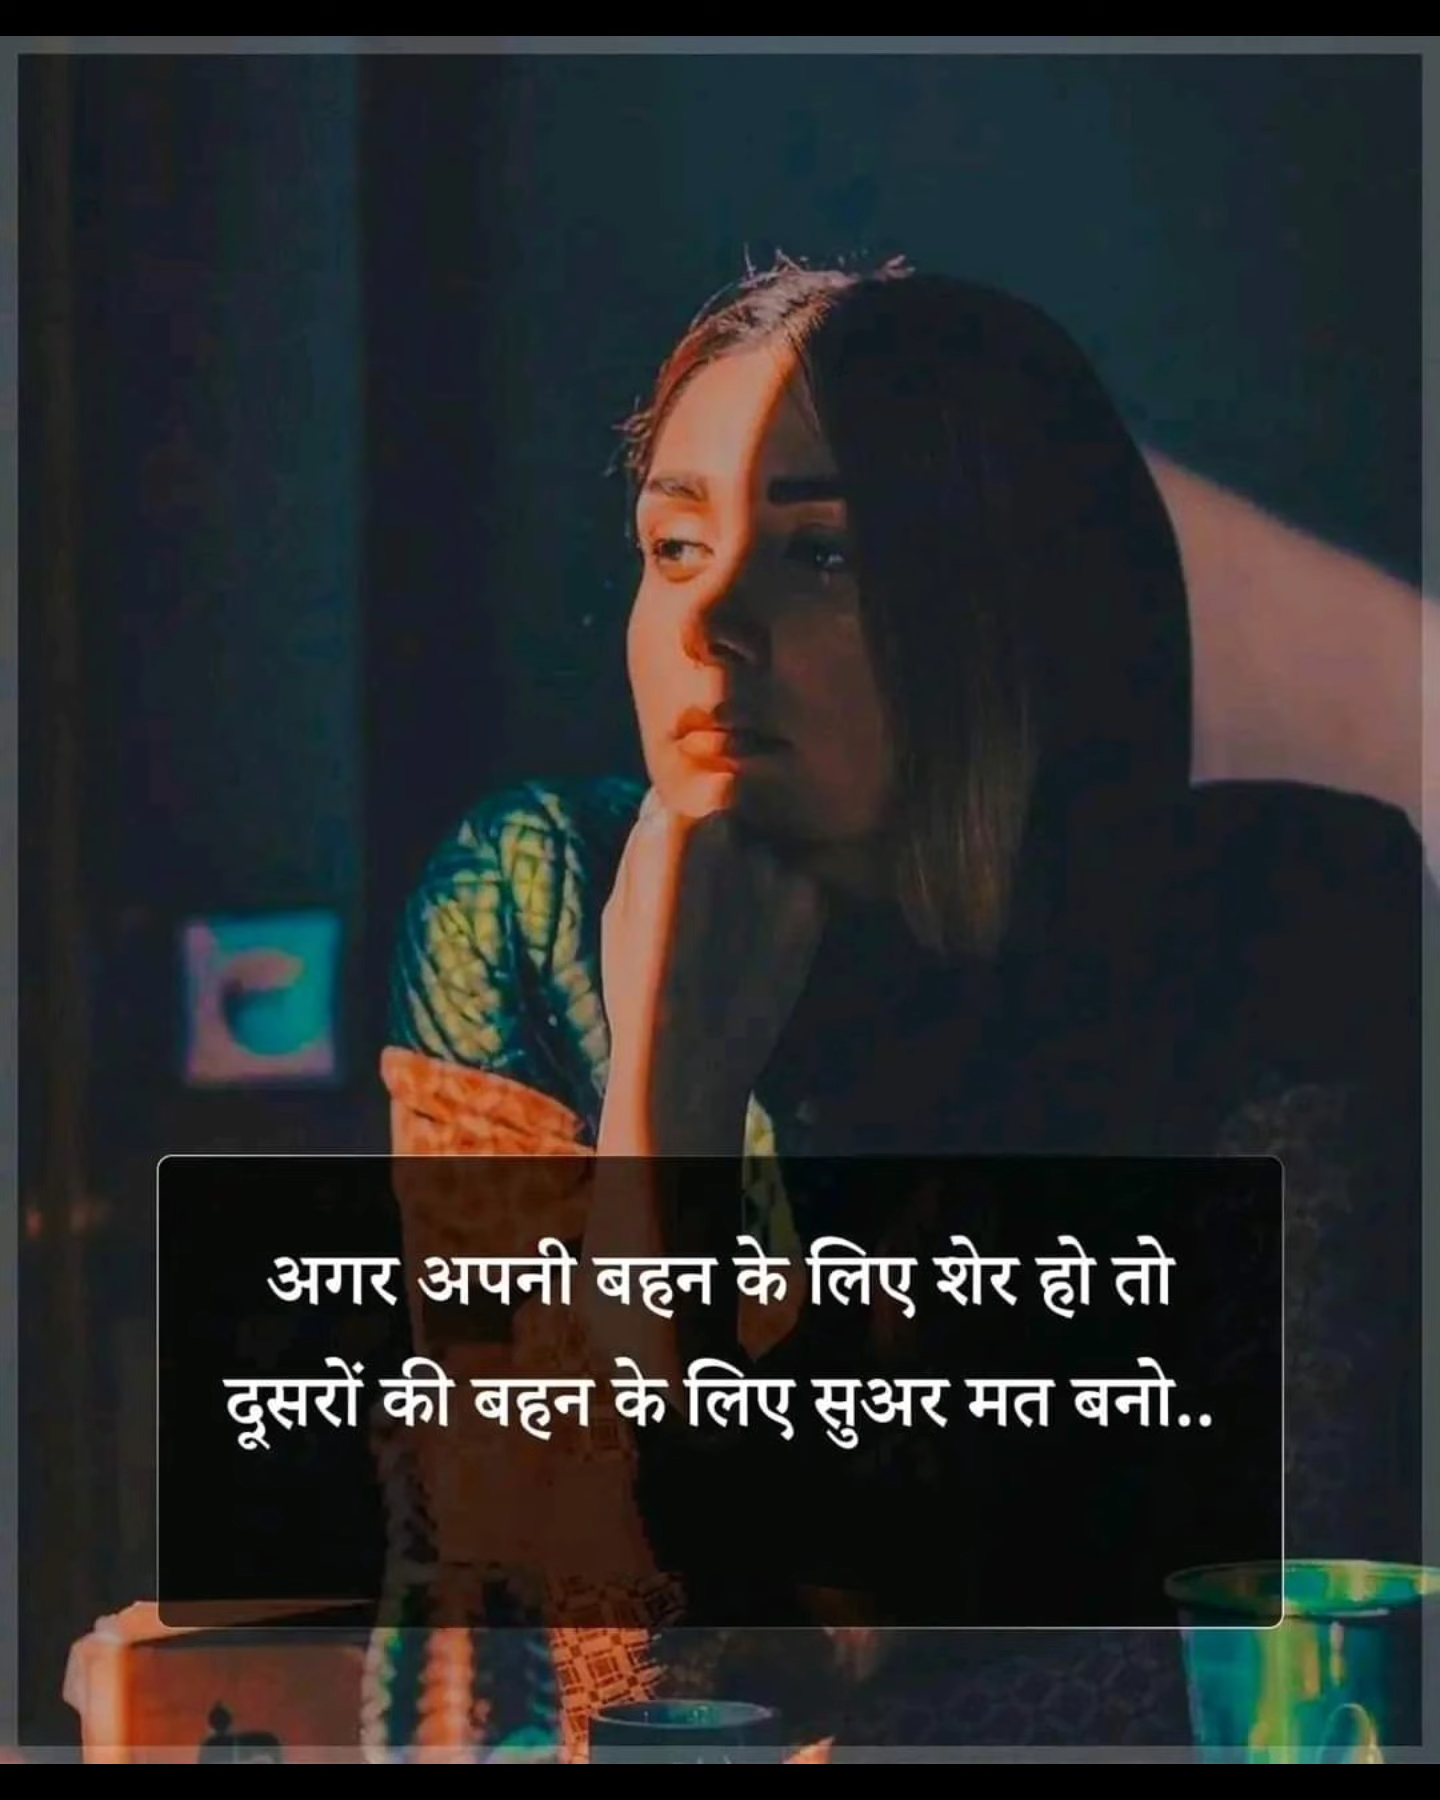 अगर अपनी बहन के लिए शेर हो तो
दूसरों की बहन के लिए सुअर मत बनो..